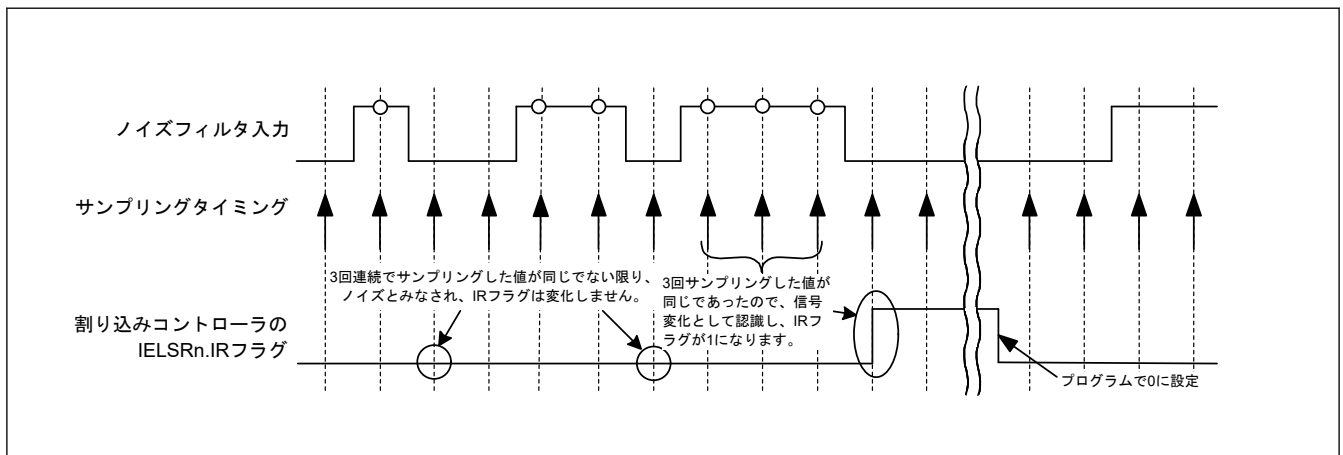 ノイズフィルタ入力
サンプリングタイミング
3回連続でサンプリングした値が同じでない限り、
ノイズとみなされ、IRフラグは変化しません。
3回サンプリングした値が
同じであったので、信号
変化として認識し、IRフ
ラグが1になります。
割り込みコントローラの
IELSRn.IRフラグ
プログラムで0に設定